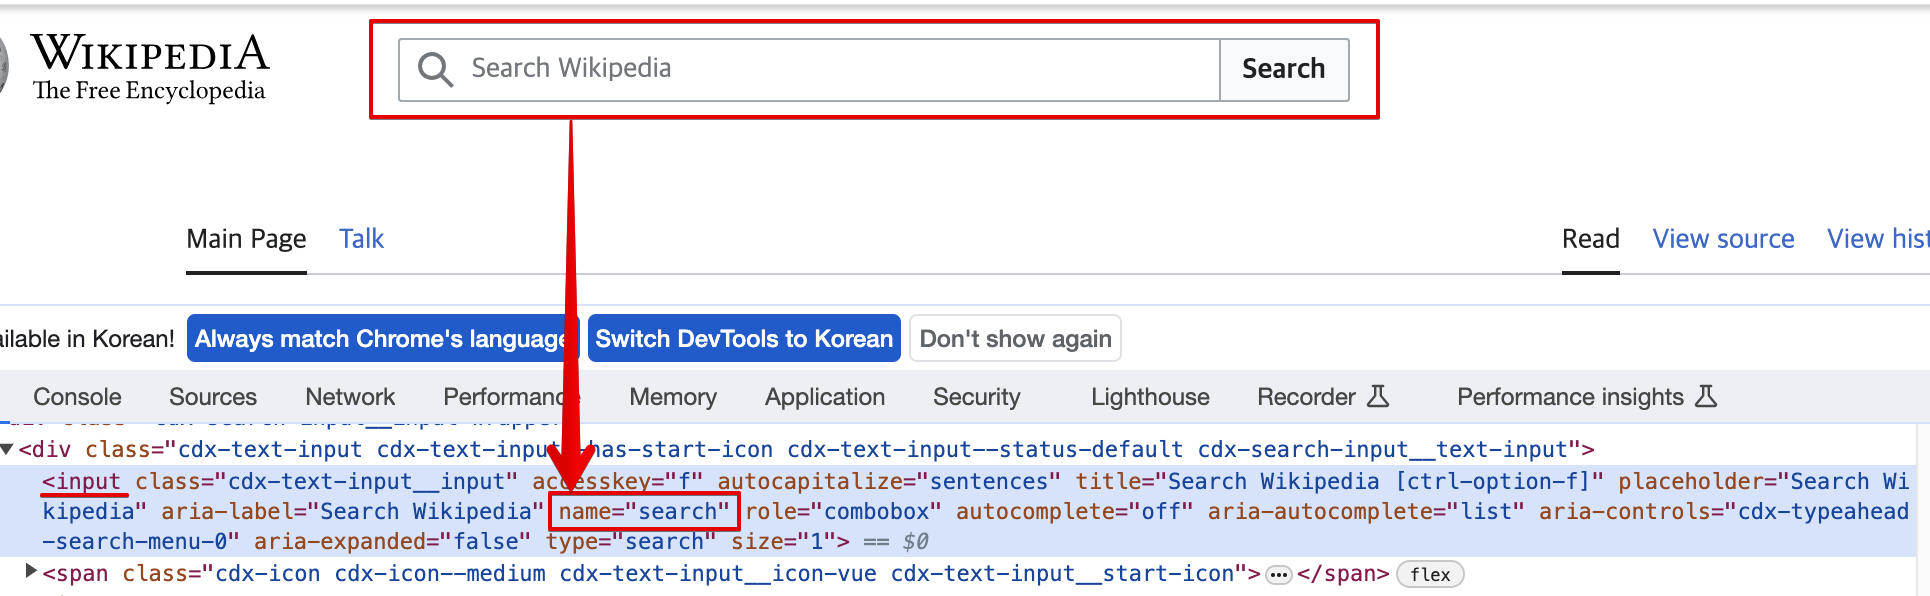 WIKIPEDIA
The Free Encyclopedia
Search Wikipedia
Search
Main Page Talk Read View source View hist
ilable in Korean! Always match Chrome's language Switch DevTools to Korean Don't show again
Console Sources Network Performance Memory Application Security Lighthouse Recorder Performance insights
<div class="cdx-text-input cdx-text-input--has-start-icon cdx-text-input--status-default cdx-search-input__text-input">
<input class="cdx-text-input__input" accesskey="f" autocapitalize="sentences" title="Search Wikipedia [ctrl-option-f]" placeholder="Search Wi
kipedia" aria-label="Search Wikipedia" name="search" role="combobox" autocomplete="off" aria-autocomplete="list" aria-controls="cdx-typeahead
-search-menu-0" aria-expanded="false" type="search" size="1"> == $0
<span class="cdx-icon cdx-icon--medium cdx-text-input__icon-vue cdx-text-input__start-icon">…</span> flex